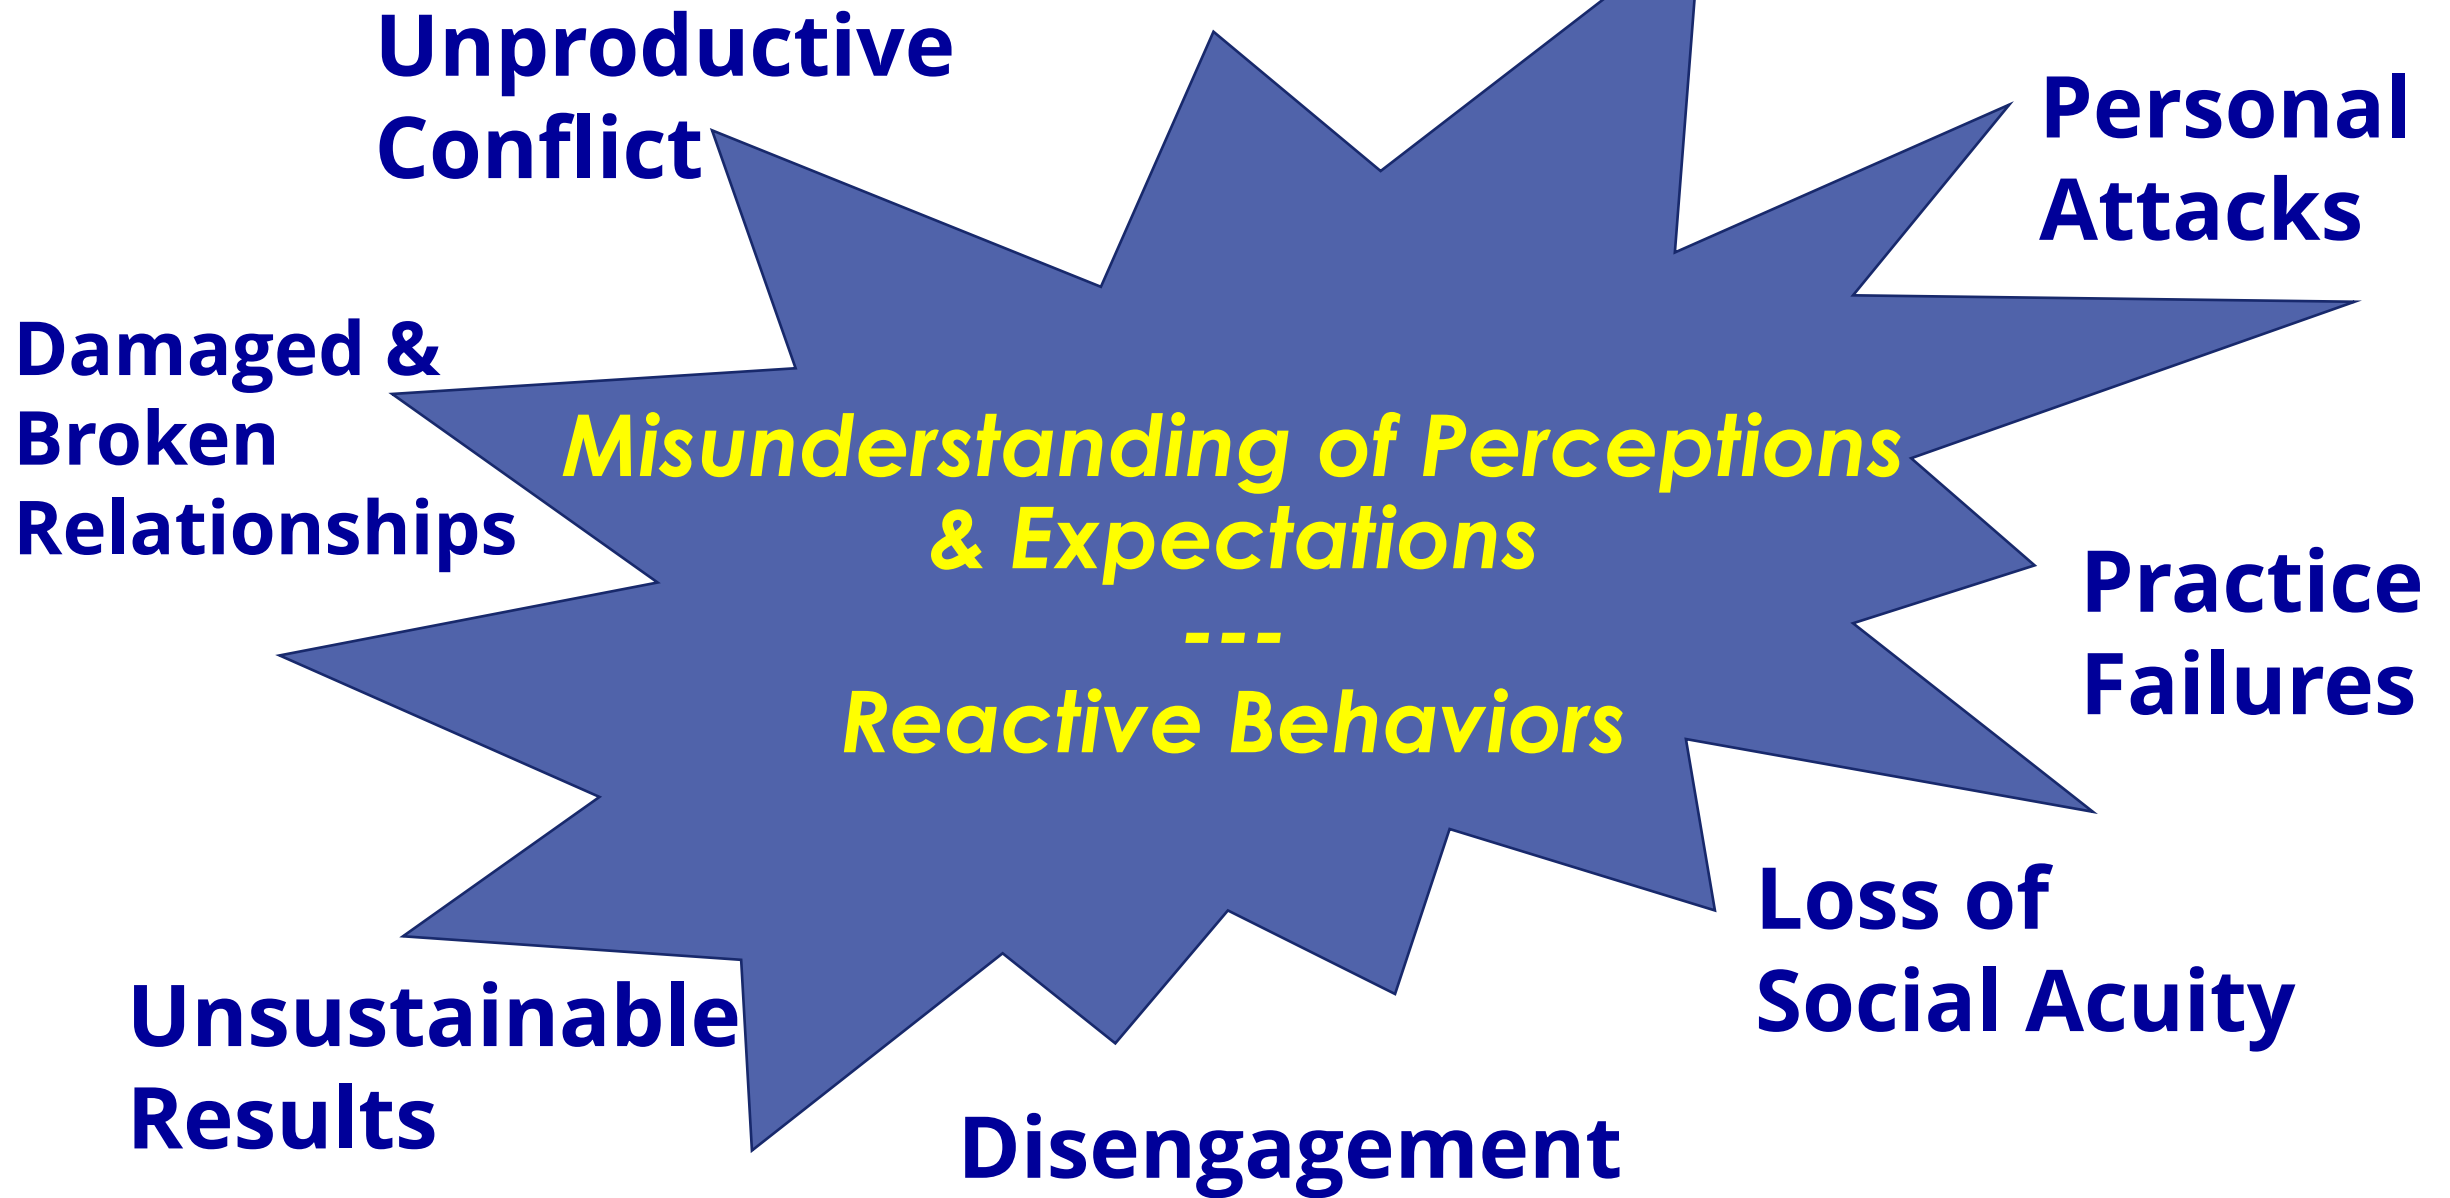 Unproductive
Conflict
Personal
Attacks
Damaged &
Broken
Relationships
Misunderstanding of Perceptions
& Expectations
---
Reactive Behaviors
Practice
Failures
Loss of
Social Acuity
Unsustainable
Results
Disengagement